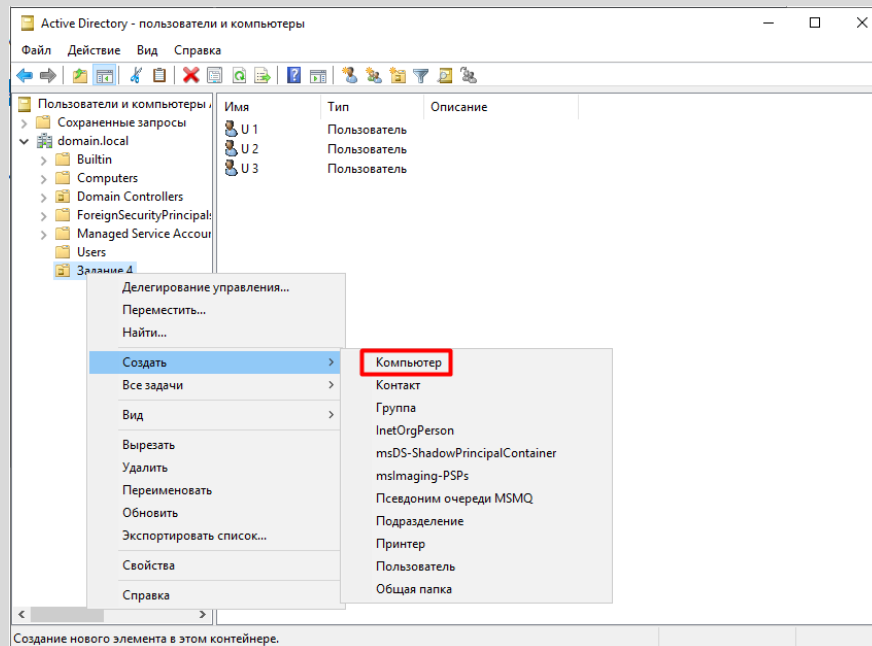 Active Directory - пользователи и компьютеры
Файл Действие Вид Справка
Пользователи и компьютеры
Сохраненные запросы
domain.local
Builtin
Computers
Domain Controllers
ForeignSecurityPrincipals
Managed Service Accour
Users
Задание 4
Имя Тип Описание
U 1 Пользователь
U 2 Пользователь
U 3 Пользователь
Делегирование управления...
Переместить...
Найти...
Создать
Все задачи
Вид
Вырезать
Удалить
Переименовать
Обновить
Экспортировать список...
Свойства
Справка
Компьютер
Контакт
Группа
InetOrgPerson
msDS-ShadowPrincipalContainer
msImaging-PSPs
Псевдоним очереди MSMQ
Подразделение
Принтер
Пользователь
Общая папка
Создание нового элемента в этом контейнере.